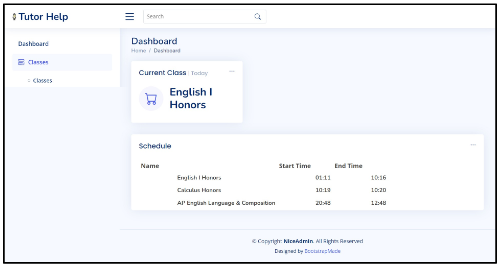 Tutor Help
Search
Dashboard
Classes
Classes
Dashboard
Home / Dashboard
Current Class | Today
English I
Honors
Schedule
Name Start Time End Time
English I Honors 01:11 10:16
Calculus Honors 10:19 10:20
AP English Language & Composition 20:48 12:48
© Copyright NiceAdmin. All Rights Reserved
Designed by BootstrapMade